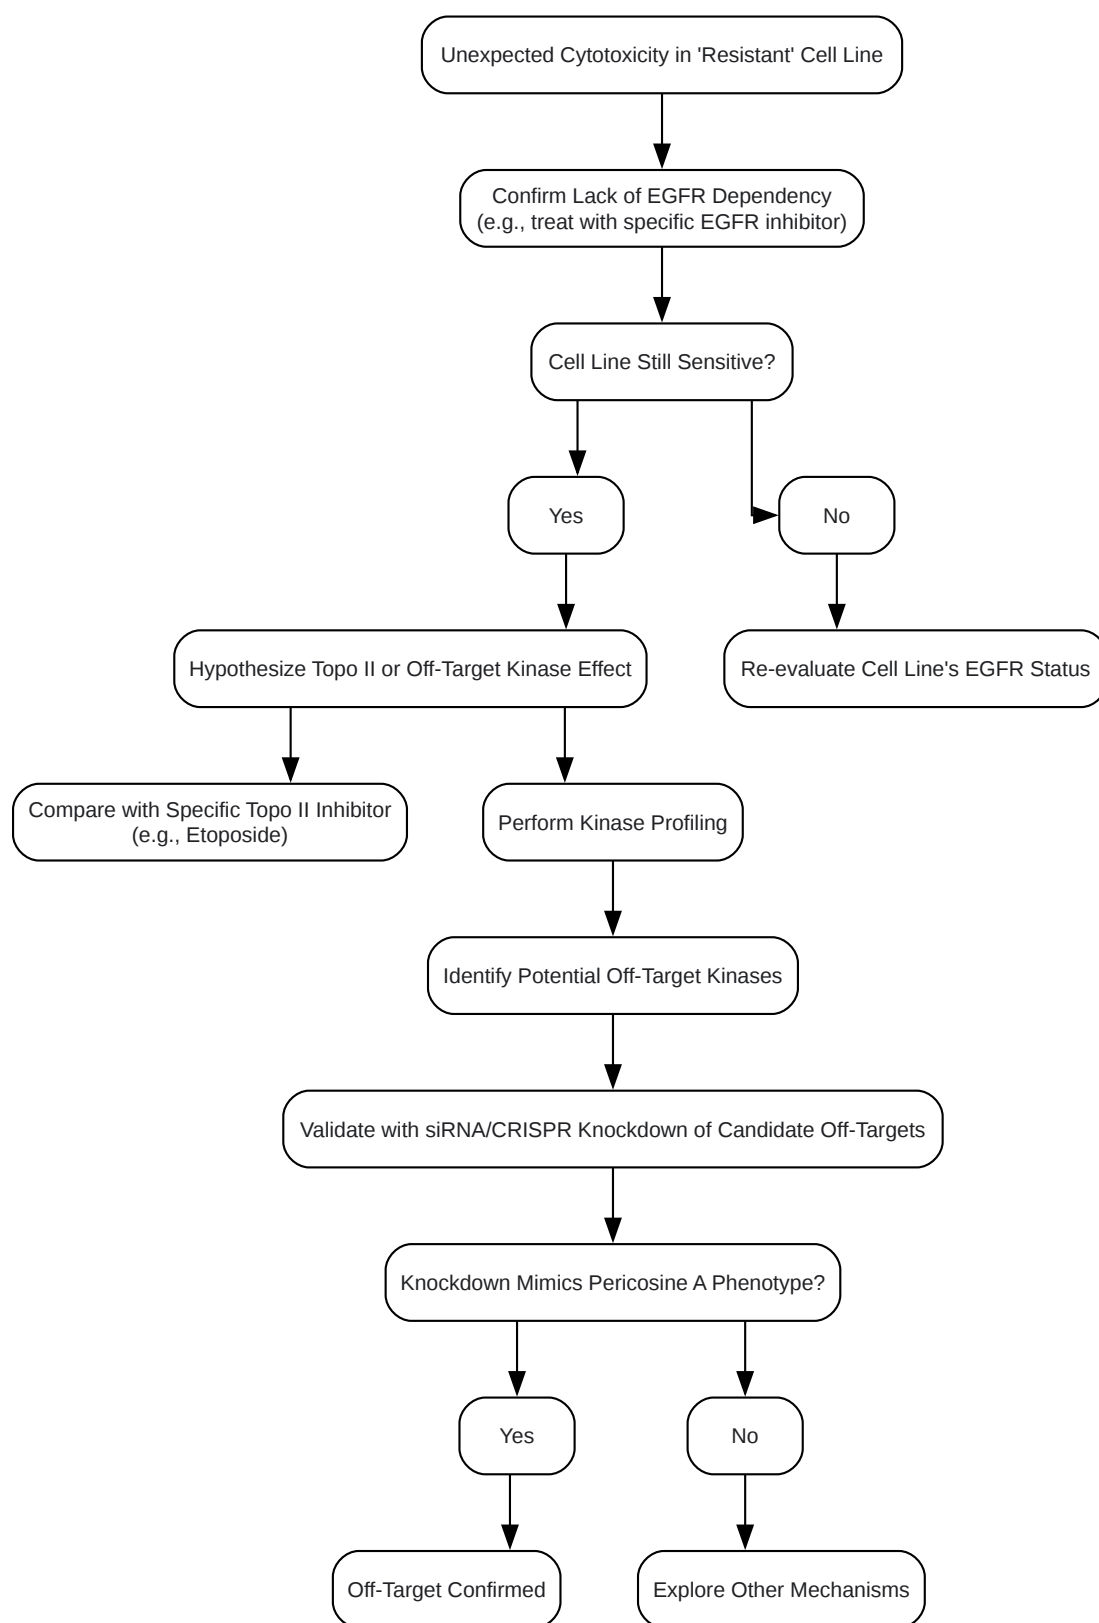 Unexpected Cytotoxicity in 'Resistant' Cell Line
Confirm Lack of EGFR Dependency
(e.g., treat with specific EGFR inhibitor)
Cell Line Still Sensitive?
Yes
No
Hypothesize Topo II or Off-Target Kinase Effect
Re-evaluate Cell Line's EGFR Status
Compare with Specific Topo II Inhibitor
(e.g., Etoposide)
Perform Kinase Profiling
Identify Potential Off-Target Kinases
Validate with siRNA/CRISPR Knockdown of Candidate Off-Targets
Knockdown Mimics Pericosine A Phenotype?
Yes
No
Off-Target Confirmed
Explore Other Mechanisms